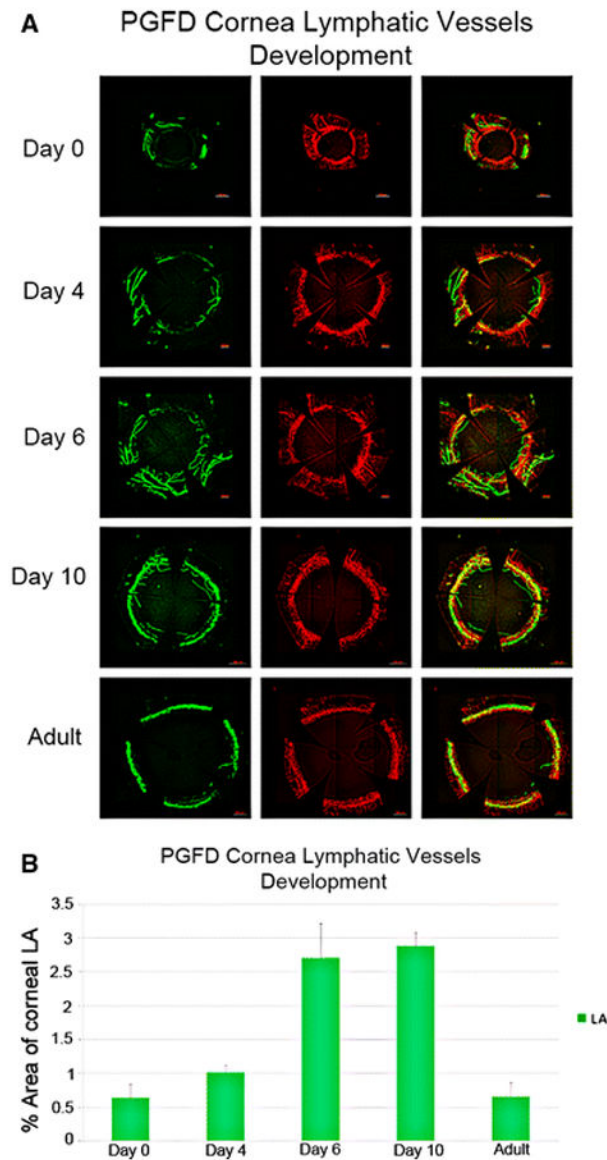 A
PGFD Cornea Lymphatic Vessels
Development
Day 0
Day 4
Day 6
Day 10
Adult
B
PGFD Cornea Lymphatic Vessels
Development
% Area of corneal LA
3.5
3
2.5
2
1.5
1
0.5
0
Day 0
Day 4
Day 6
Day 10
Adult
LA